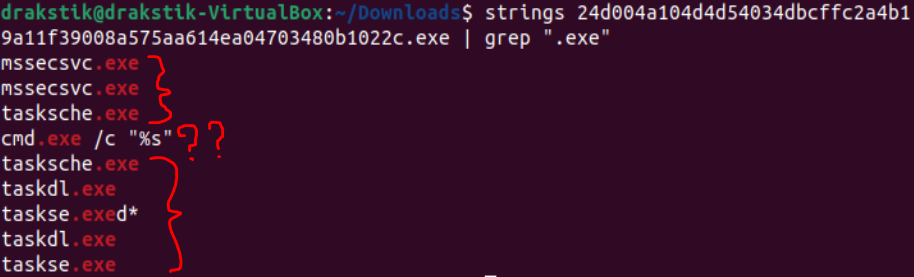 drakstik@drakstik-VirtualBox:~/Downloads$ strings 24d004a104d4d54034dbcffc2a4b1
9a11f39008a575aa614ea04703480b1022c.exe | grep ".exe"
mssecsvc.exe
mssecsvc.exe
tasksche.exe
cmd.exe /c "%s" ??
tasksche.exe
taskdl.exe
taskse.exed*
taskdl.exe
taskse.exe